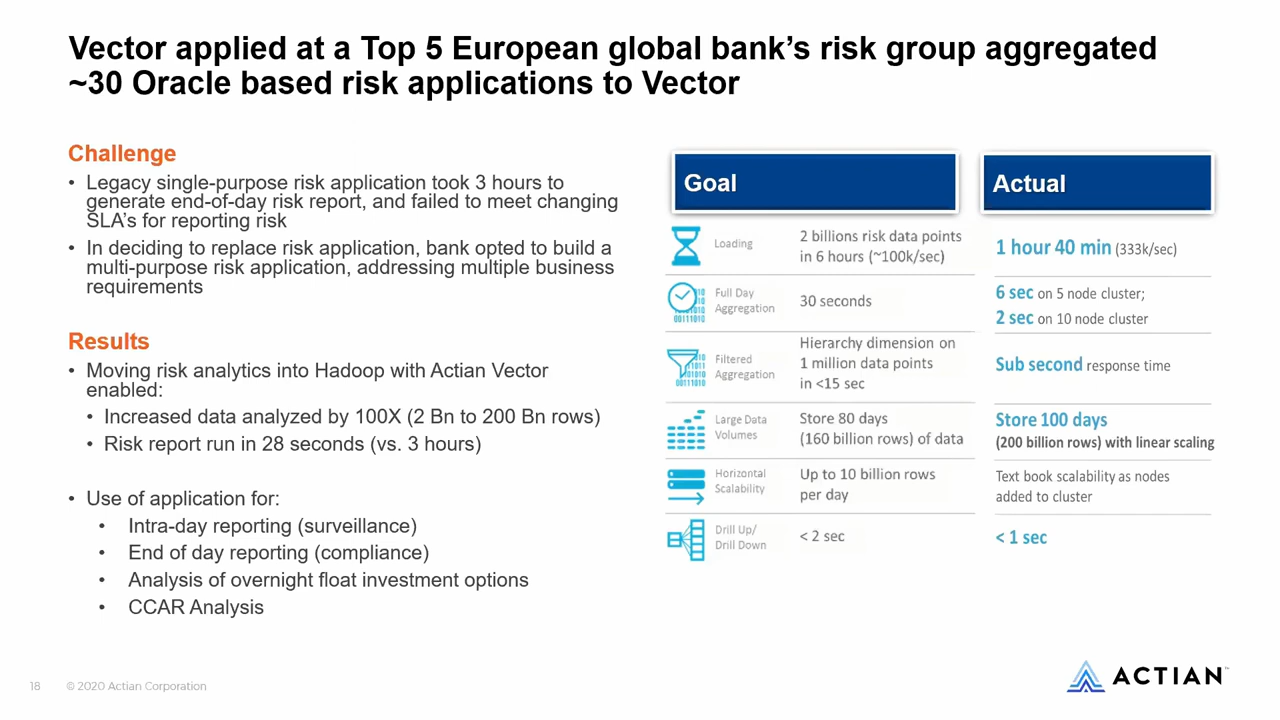 Vector applied at a Top 5 European global bank’s risk group aggregated
~30 Oracle based risk applications to Vector
Challenge
• Legacy single-purpose risk application took 3 hours to
generate end-of-day risk report, and failed to meet changing
SLA’s for reporting risk
• In deciding to replace risk application, bank opted to build a
multi-purpose risk application, addressing multiple business
requirements
Results
• Moving risk analytics into Hadoop with Actian Vector
enabled:
• Increased data analyzed by 100X (2 Bn to 200 Bn rows)
• Risk report run in 28 seconds (vs. 3 hours)
• Use of application for:
• Intra-day reporting (surveillance)
• End of day reporting (compliance)
• Analysis of overnight float investment options
• CCAR Analysis
Goal
Actual
Loading
2 billions risk data points
in 6 hours (~100k/sec)
1 hour 40 min (333k/sec)
Full Day
Aggregation
30 seconds
6 sec on 5 node cluster;
2 sec on 10 node cluster
Filtered
Aggregation
Hierarchy dimension on
1 million data points
in <15 sec
Sub second response time
Large Data
Volumes
Store 80 days
(160 billion rows) of data
Store 100 days
(200 billion rows) with linear scaling
Horizontal
Scalability
Up to 10 billion rows
per day
Text book scalability as nodes
added to cluster
Drill Up/
Drill Down
< 2 sec
< 1 sec
18 © 2020 Actian Corporation
ACTIAN™